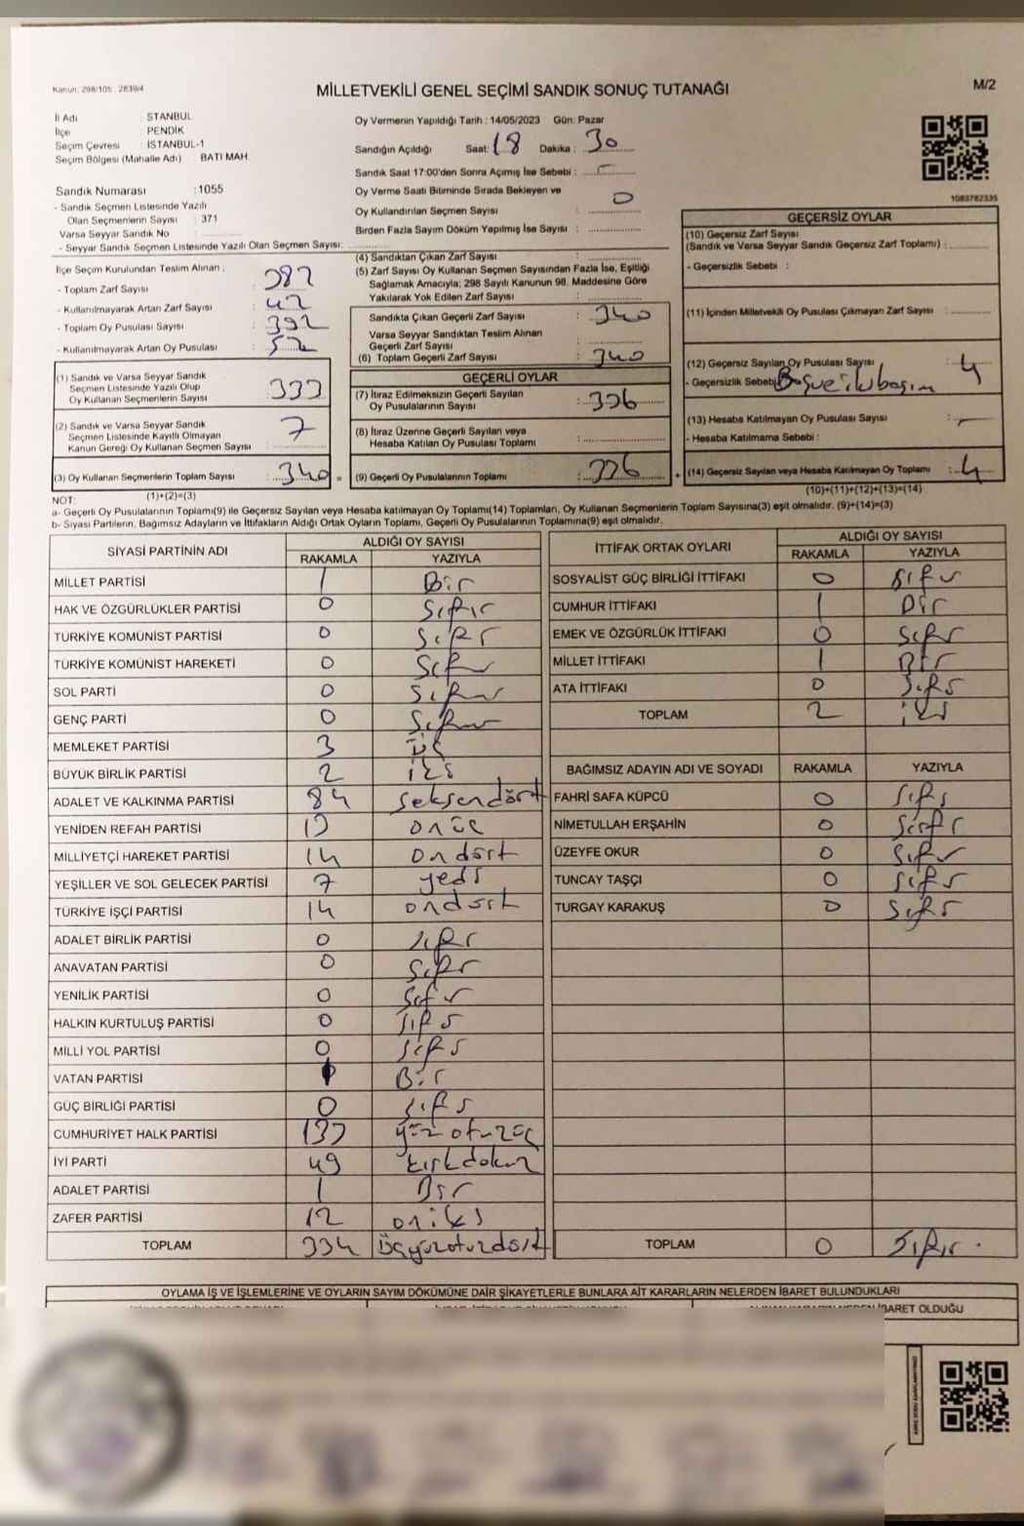 Kanun: 298/105 , 2839/4
MİLLETVEKİLİ GENEL SEÇİMİ SANDIK SONUÇ TUTANAĞI
M/2
İl Adı : STANBUL
İlçe : PENDİK
Seçim Çevresi : İSTANBUL-1
Seçim Bölgesi (Mahalle Adı) BATI MAH.
Sandık Numarası : 1055
- Sandık Seçmen Listesinde Yazılı
Olan Seçmenlerin Sayısı : 371
Varsa Seyyar Sandık No
- Seyyar Sandık Seçmen Listesinde Yazılı Olan Seçmen Sayısı:
Oy Vermenin Yapıldığı Tarih : 14/05/2023 Gün: Pazar
Sandığın Açıldığı Saat: 18 Dakika : 30
Sandık Saat 17:00'den Sonra Açımış İse Sebebi : -
Oy Verme Saati Bitiminde Sırada Bekleyen ve
Oy Kullandırılan Seçmen Sayısı : 0
Birden Fazla Sayım Döküm Yapılmış İse Sayısı :
1083782335
İlçe Seçim Kurulundan Teslim Alınan :
- Toplam Zarf Sayısı : 382
- Kullanılmayarak Artan Zarf Sayısı : 42
- Toplam Oy Pusulası Sayısı : 392
- Kullanılmayarak Artan Oy Pusulası : 52
(1) Sandık ve Varsa Seyyar Sandık
Seçmen Listesinde Yazılı Olup
Oy Kullanan Seçmenlerin Sayısı : 333
(2) Sandık ve Varsa Seyyar Sandık
Seçmen Listesinde Kayıtlı Olmayan
Kanun Gereği Oy Kullanan Seçmen Sayısı : 7
(3) Oy Kullanan Seçmenlerin Toplam Sayısı : 340 =
(1)+(2)=(3)
(4) Sandıktan Çıkan Zarf Sayısı :
(5) Zarf Sayısı Oy Kullanan Seçmen Sayısından Fazla İse, Eşitliği
Sağlamak Amacıyla; 298 Sayılı Kanunun 98. Maddesine Göre
Yakılarak Yok Edilen Zarf Sayısı :
Sandıkta Çıkan Geçerli Zarf Sayısı : 340
Varsa Seyyar Sandıktan Teslim Alınan
Geçerli Zarf Sayısı :
(6) Toplam Geçerli Zarf Sayısı : 340
GEÇERLİ OYLAR
(7) İtiraz Edilmeksizin Geçerli Sayılan
Oy Pusulalarının Sayısı : 336
(8) İtiraz Üzerine Geçerli Sayılan veya
Hesaba Katılan Oy Pusulası Toplamı :
(9) Geçerli Oy Pusulalarının Toplamı : 336 +
GEÇERSİZ OYLAR
(10) Geçersiz Zarf Sayısı
(Sandık ve Varsa Seyyar Sandık Geçersiz Zarf Toplamı) :
- Geçersizlik Sebebi :
(11) İçinden Milletvekili Oy Pusulası Çıkmayan Zarf Sayısı :
(12) Geçersiz Sayılan Oy Pusulası Sayısı : 4
- Geçersizlik Sebebi
(13) Hesaba Katılmayan Oy Pusulası Sayısı : -
- Hesaba Katılmama Sebebi :
(14) Geçersiz Sayılan veya Hesaba Katılmayan Oy Toplamı : 4
(10)+(11)+(12)+(13)=(14)
NOT:
a- Geçerli Oy Pusulalarının Toplamı(9) ile Geçersiz Sayılan veya Hesaba katılmayan Oy Toplamı(14) Toplamları, Oy Kullanan Seçmenlerin Toplam Sayısına(3) eşit olmalıdır. (9)+(14)=(3)
b- Siyasi Partilerin, Bağımsız Adayların ve İttifakların Aldığı Ortak Oyların Toplamı, Geçerli Oy Pusulalarının Toplamına(9) eşit olmalıdır.
SİYASİ PARTİNİN ADI ALDIĞI OY SAYISI
RAKAMLA YAZIYLA
MİLLET PARTİSİ 1 Bir
HAK VE ÖZGÜRLÜKLER PARTİSİ 0 Sıfır
TÜRKİYE KOMÜNİST PARTİSİ 0 Sıfır
TÜRKİYE KOMÜNİST HAREKETİ 0 Sıfır
SOL PARTİ 0 Sıfır
GENÇ PARTİ 0 Sıfır
MEMLEKET PARTİSİ 3 üç
BÜYÜK BİRLİK PARTİSİ 2 iki
ADALET VE KALKINMA PARTİSİ 84 seksendört
YENİDEN REFAH PARTİSİ 13 onüç
MİLLİYETÇİ HAREKET PARTİSİ 14 ondört
YEŞİLLER VE SOL GELECEK PARTİSİ 7 yedi
TÜRKİYE İŞÇİ PARTİSİ 14 ondört
ADALET BİRLİK PARTİSİ 0 sıfır
ANAVATAN PARTİSİ 0 Sıfır
YENİLİK PARTİSİ 0 Sıfır
HALKIN KURTULUŞ PARTİSİ 0 Sıfır
MİLLİ YOL PARTİSİ 0 Sıfır
VATAN PARTİSİ 1 Bir
GÜÇ BİRLİĞİ PARTİSİ 0 Sıfır
CUMHURİYET HALK PARTİSİ 133 yüzotuzüç
İYİ PARTİ 49 kırkdokuz
ADALET PARTİSİ 1 Bir
ZAFER PARTİSİ 12 oniki
TOPLAM 334 üçyüzotuzdört
İTTİFAK ORTAK OYLARI ALDIĞI OY SAYISI
RAKAMLA YAZIYLA
SOSYALİST GÜÇ BİRLİĞİ İTTİFAKI 0 Sıfır
CUMHUR İTTİFAKI 1 Bir
EMEK VE ÖZGÜRLÜK İTTİFAKI 0 Sıfır
MİLLET İTTİFAKI 1 Bir
ATA İTTİFAKI 0 Sıfır
TOPLAM 2 iki
BAĞIMSIZ ADAYIN ADI VE SOYADI RAKAMLA YAZIYLA
FAHRİ SAFA KÜPCÜ 0 Sıfır
NİMETULLAH ERŞAHİN 0 Sıfır
ÜZEYFE OKUR 0 Sıfır
TUNCAY TAŞÇI 0 Sıfır
TURGAY KARAKUŞ 0 Sıfır
TOPLAM 0 Sıfır.
OYLAMA İŞ VE İŞLEMLERİNE VE OYLARIN SAYIM DÖKÜMÜNE DAİR ŞİKAYETLERLE BUNLARA AİT KARARLARIN NELERDEN İBARET BULUNDUKLARI
İBARET OLDUĞU